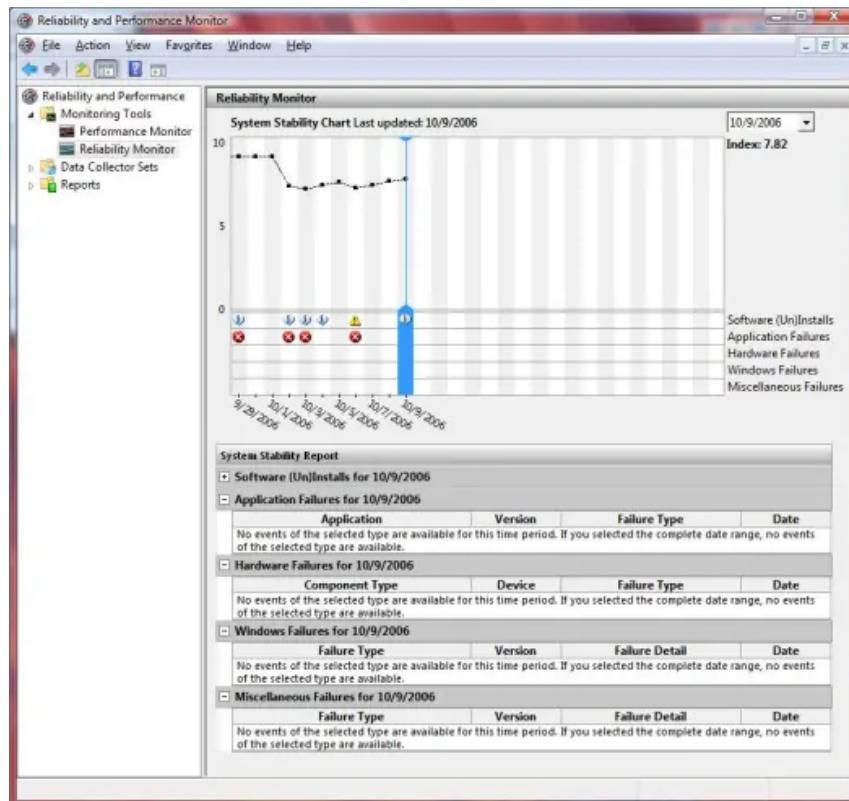 Reliability and Performance Monitor
File Action View Favorites Window Help
Reliability and Performance
Monitoring Tools
Performance Monitor
Reliability Monitor
Data Collector Sets
Reports
Reliability Monitor
System Stability Chart Last updated: 10/9/2006
10/9/2006
Index: 7.82
10
5
0
Software (Un)Installs
Application Failures
Hardware Failures
Windows Failures
Miscellaneous Failures
9/29/2006 10/1/2006 10/3/2006 10/5/2006 10/7/2006 10/9/2006
System Stability Report
Software (Un)Installs for 10/9/2006
Application Failures for 10/9/2006
Application Version Failure Type Date
No events of the selected type are available for this time period. If you selected the complete date range, no events
of the selected type are available.
Hardware Failures for 10/9/2006
Component Type Device Failure Type Date
No events of the selected type are available for this time period. If you selected the complete date range, no events
of the selected type are available.
Windows Failures for 10/9/2006
Failure Type Version Failure Detail Date
No events of the selected type are available for this time period. If you selected the complete date range, no events
of the selected type are available.
Miscellaneous Failures for 10/9/2006
Failure Type Version Failure Detail Date
No events of the selected type are available for this time period. If you selected the complete date range, no events
of the selected type are available.